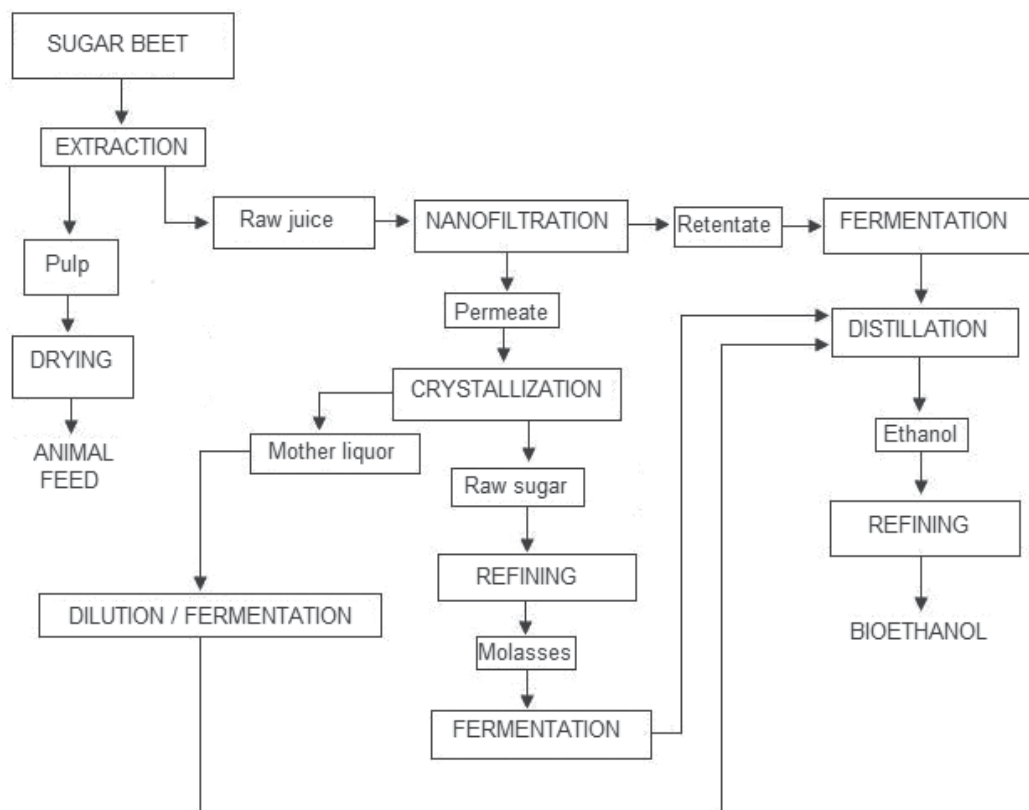 SUGAR BEET
EXTRACTION
Raw juice
NANOFILTRATION
Retentate
FERMENTATION
Pulp
Permeate
DISTILLATION
DRYING
CRYSTALLIZATION
ANIMAL
FEED
Mother liquor
Ethanol
Raw sugar
REFINING
REFINING
DILUTION / FERMENTATION
Molasses
BIOETHANOL
FERMENTATION